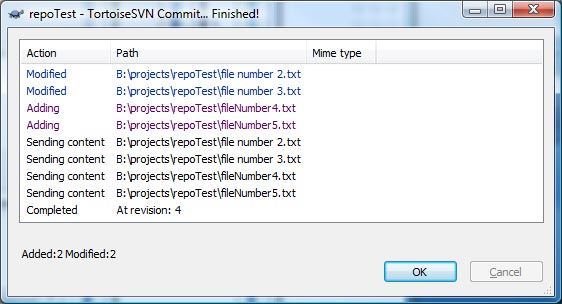 repoTest - TortoiseSVN Commit... Finished!
Action Path Mime type
Modified B:\projects\repoTest\file number 2.txt
Modified B:\projects\repoTest\file number 3.txt
Adding B:\projects\repoTest\fileNumber4.txt
Adding B:\projects\repoTest\fileNumber5.txt
Sending content B:\projects\repoTest\file number 2.txt
Sending content B:\projects\repoTest\file number 3.txt
Sending content B:\projects\repoTest\fileNumber4.txt
Sending content B:\projects\repoTest\fileNumber5.txt
Completed At revision: 4
Added:2 Modified:2
OK Cancel